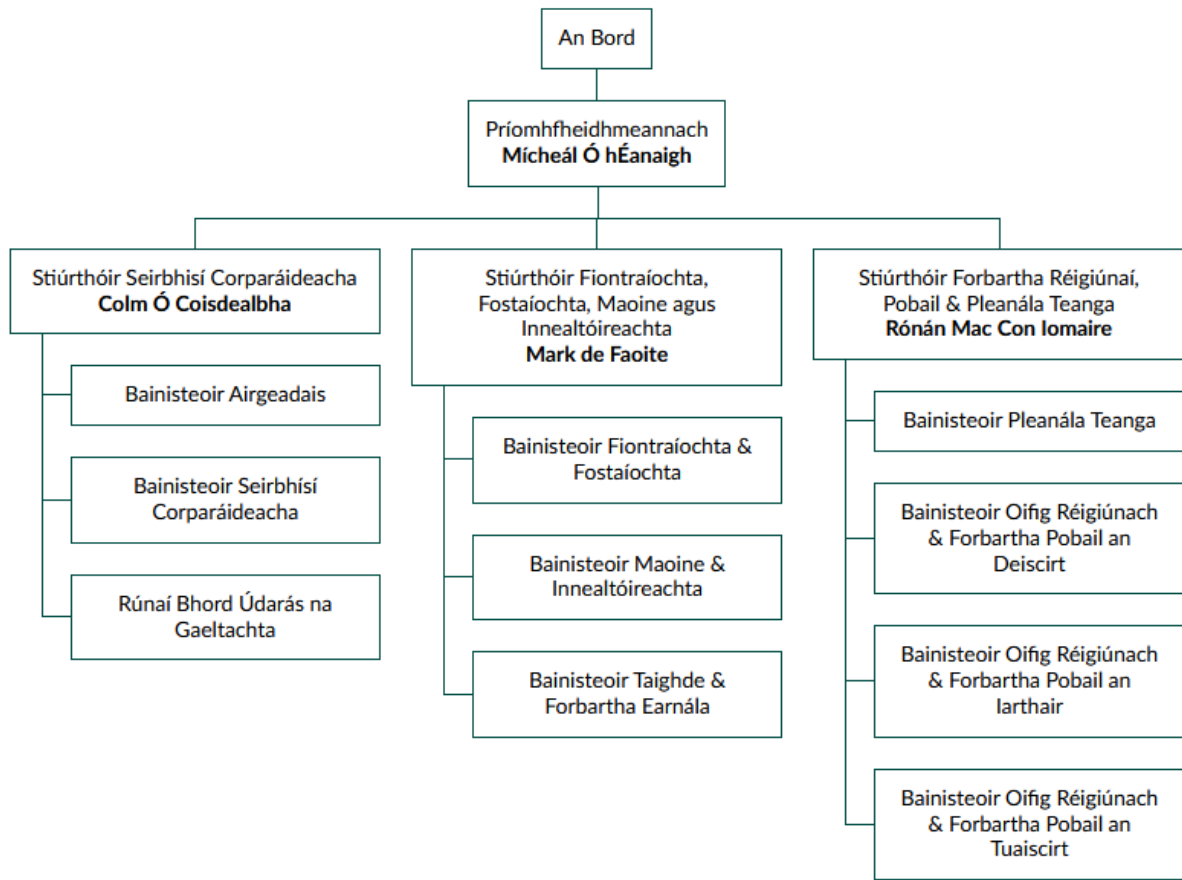 An Bord
Príomhfheidhmeannach
Mícheál Ó hÉanaigh
Stiúrthóir Seirbhisí Corparáideacha
Colm Ó Coisdealbha
Bainisteoir Airgeadais
Bainisteoir Seirbhísí
Corparáideacha
Rúnaí Bhord Údarás na
Gaeltachta
Stiúrthóir Fiontraíochta,
Fostaíochta, Maoine agus
Innealtóireachta
Mark de Faoite
Bainisteoir Fiontraíochta &
Fostaíochta
Bainisteoir Maoine &
Innealtóireachta
Bainisteoir Taighde &
Forbartha Earnála
Stiúrthóir Forbartha Réigiúnaí,
Pobail & Pleanála Teanga
Rónán Mac Con Iomaire
Bainisteoir Pleanála Teanga
Bainisteoir Oifig Réigiúnach
& Forbartha Pobail an
Deiscirt
Bainisteoir Oifig Réigiúnach
& Forbartha Pobail an
Iarthair
Bainisteoir Oifig Réigiúnach
& Forbartha Pobail an
Tuaiscirt